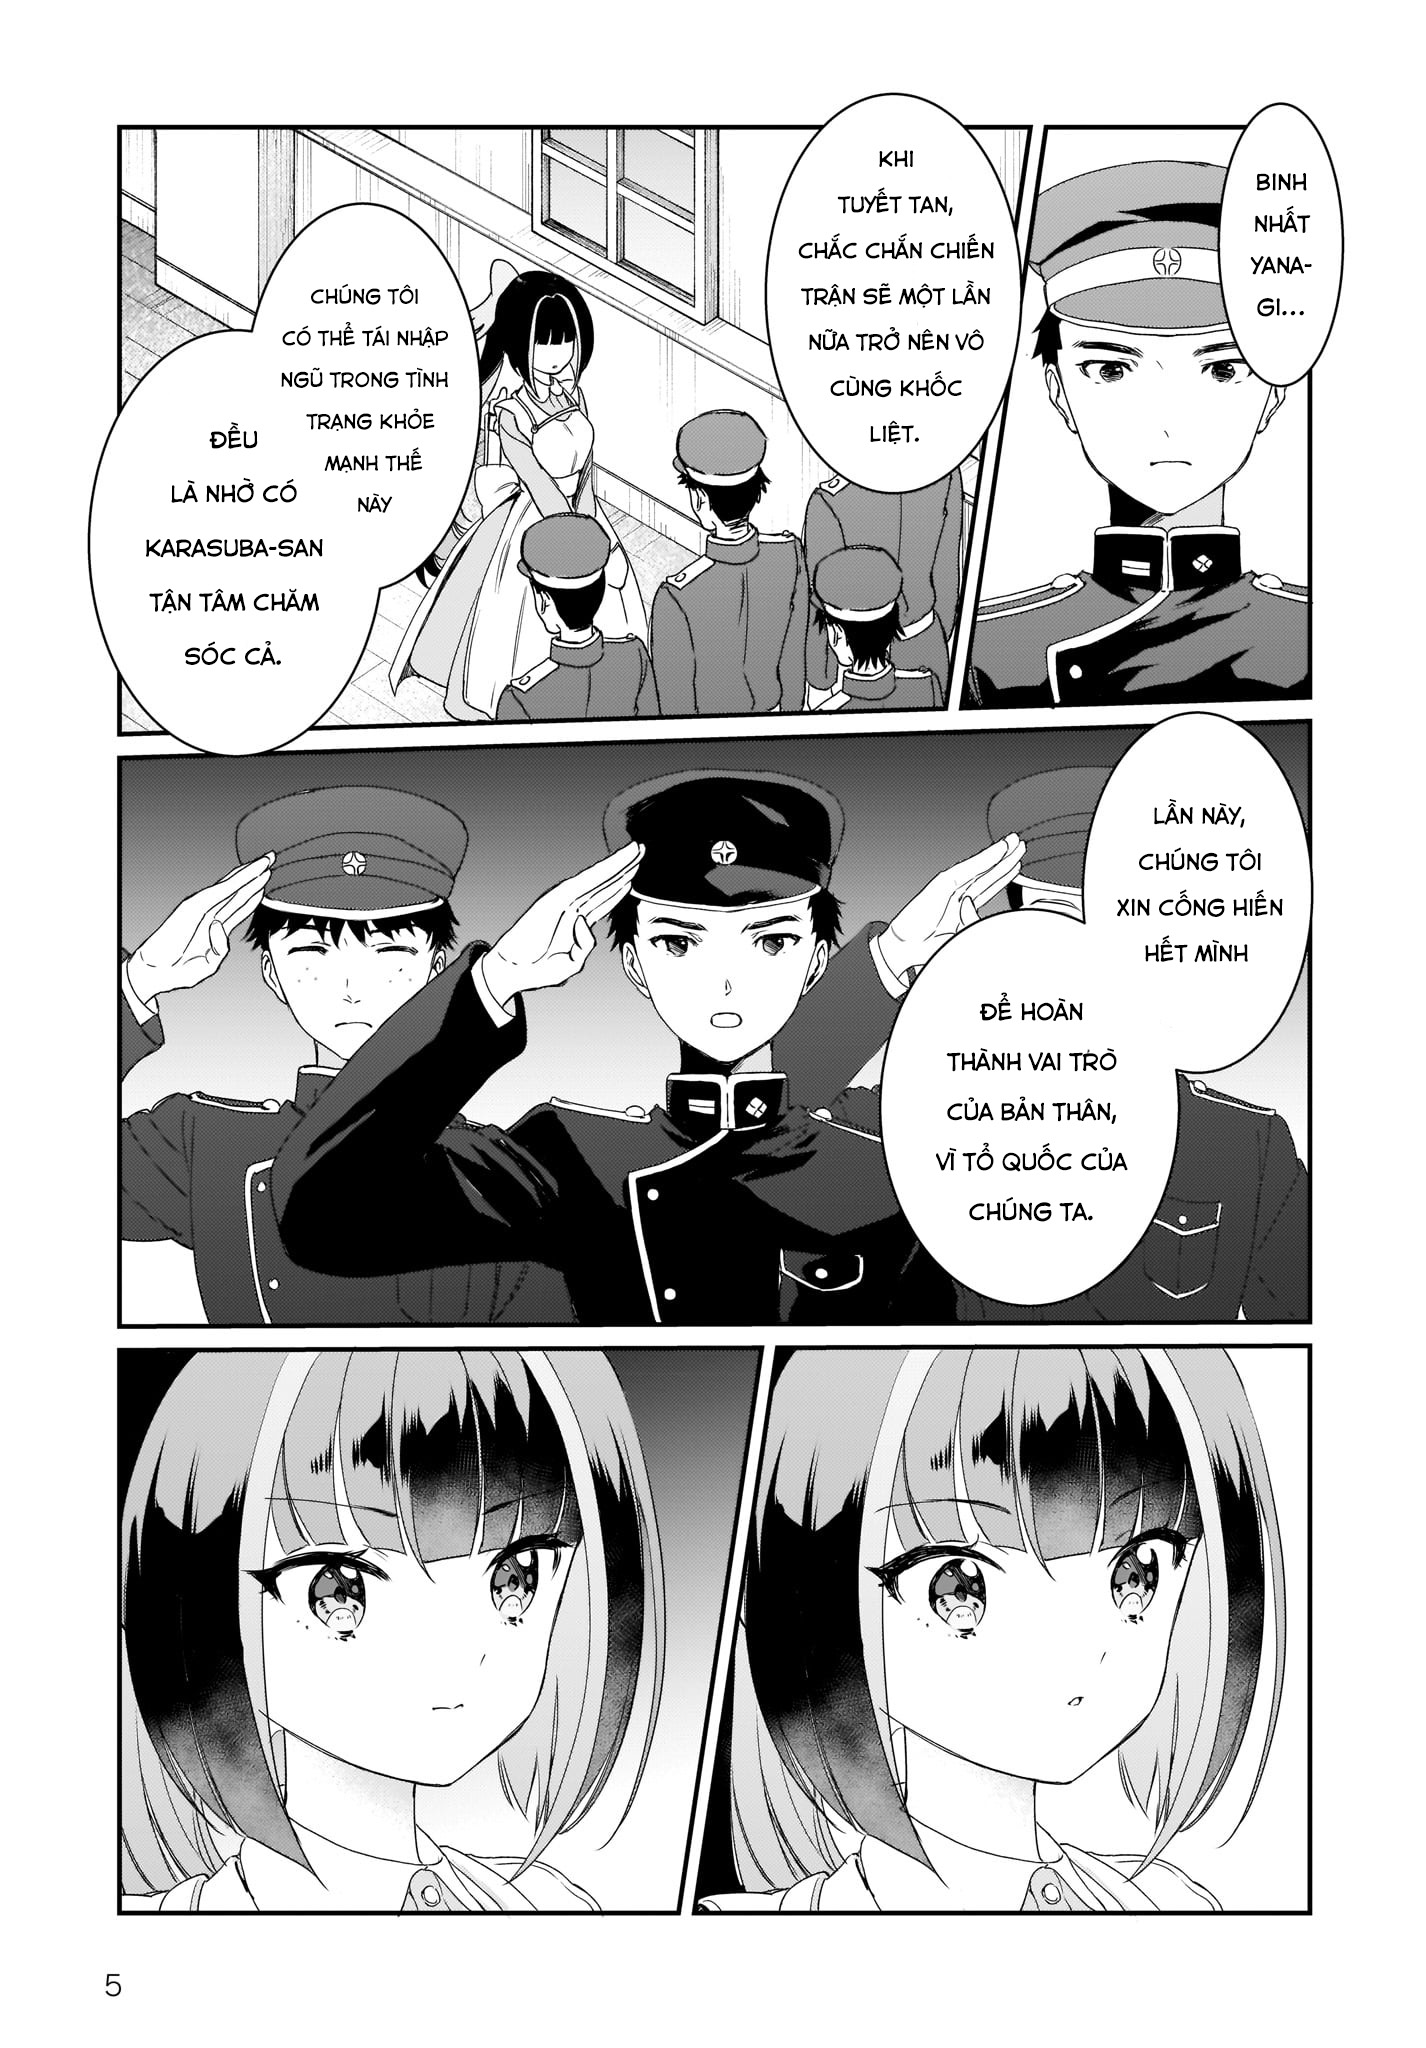 BINH
NHẤT
YANA-
GI...
KHI
TUYẾT TAN,
CHẮC CHẮN CHIẾN
TRẬN SẼ MỘT LẦN
NỮA TRỞ NÊN VÔ
CÙNG KHỐC
LIỆT.
CHÚNG TÔI
CÓ THỂ TÁI NHẬP
NGŨ TRONG TÌNH
TRẠNG KHỎE
MẠNH THẾ
NÀY
ĐỀU
LÀ NHỜ CÓ
KARASUBA-SAN
TẬN TÂM CHĂM
SÓC CẢ.
LẦN NÀY,
CHÚNG TÔI
XIN CỐNG HIẾN
HẾT MÌNH
ĐỂ HOÀN
THÀNH VAI TRÒ
CỦA BẢN THÂN,
VÌ TỔ QUỐC CỦA
CHÚNG TA.
5